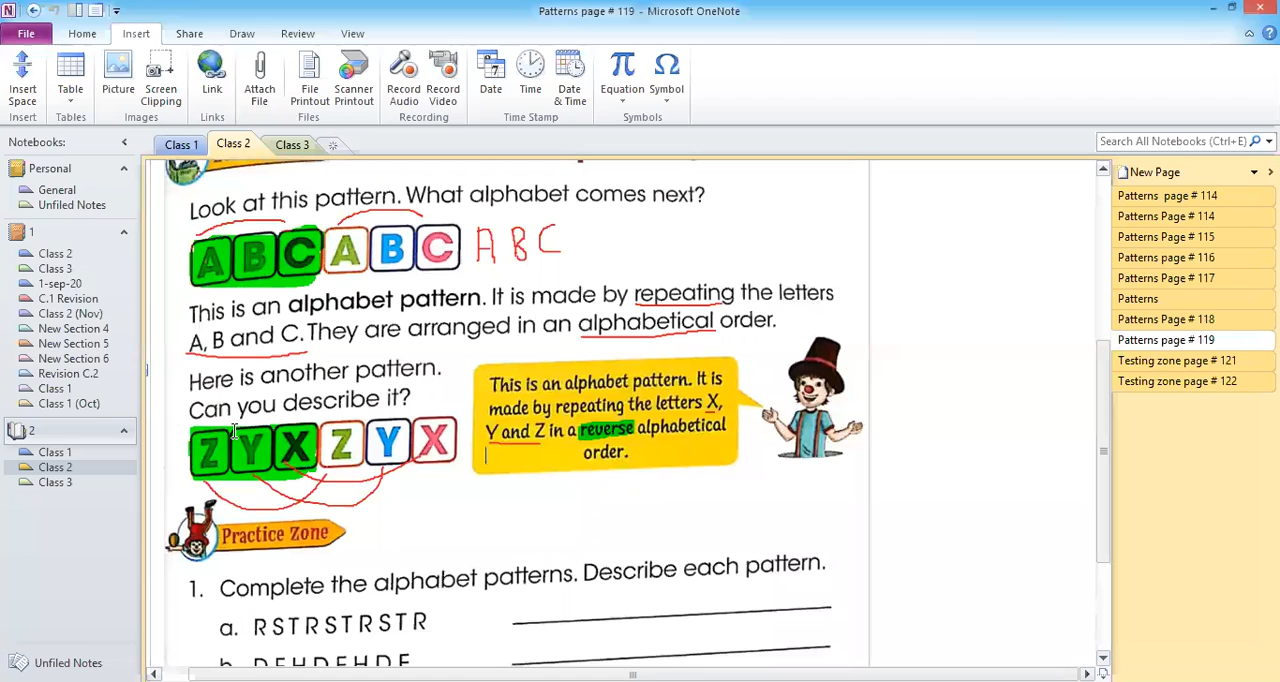 Patterns page # 119 - Microsoft OneNote
File Home Insert Share Draw Review View
Insert Space
Table
Picture
Screen Clipping
Link
Attach File
File Printout
Scanner Printout
Record Audio
Record Video
Date
Time
Date & Time
Equation
Symbol
Insert Tables Images Links Files Recording Time Stamp Symbols
Notebooks:
Class 1 Class 2 Class 3
Search All Notebooks (Ctrl+E)
Personal
General
Unfiled Notes
1
Class 2
Class 3
1-sep-20
C.1 Revision
Class 2 (Nov)
New Section 4
New Section 5
New Section 6
Revision C.2
Class 1
Class 1 (Oct)
2
Class 1
Class 2
Class 3
Unfiled Notes
Look at this pattern. What alphabet comes next?
A B C A B C A B C
This is an alphabet pattern. It is made by repeating the letters
A, B and C. They are arranged in an alphabetical order.
Here is another pattern.
Can you describe it?
Z Y X Z Y X
This is an alphabet pattern. It is
made by repeating the letters X,
Y and Z in a reverse alphabetical
order.
Practice Zone
1. Complete the alphabet patterns. Describe each pattern.
a. R S T R S T R S T R
New Page
Patterns page # 114
Patterns page # 114
Patterns page # 115
Patterns page # 116
Patterns page # 117
Patterns
Patterns page # 118
Patterns page # 119
Testing zone page # 121
Testing zone page # 122